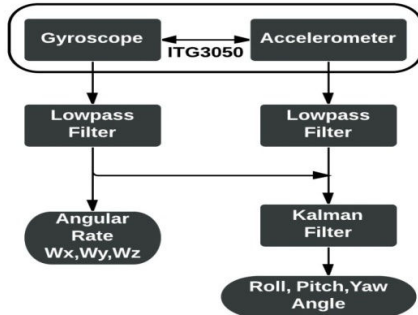 Gyroscope
Accelerometer
ITG3050
Lowpass
Filter
Lowpass
Filter
Angular
Rate
Wx,Wy,Wz
Kalman
Filter
Roll, Pitch,Yaw
Angle